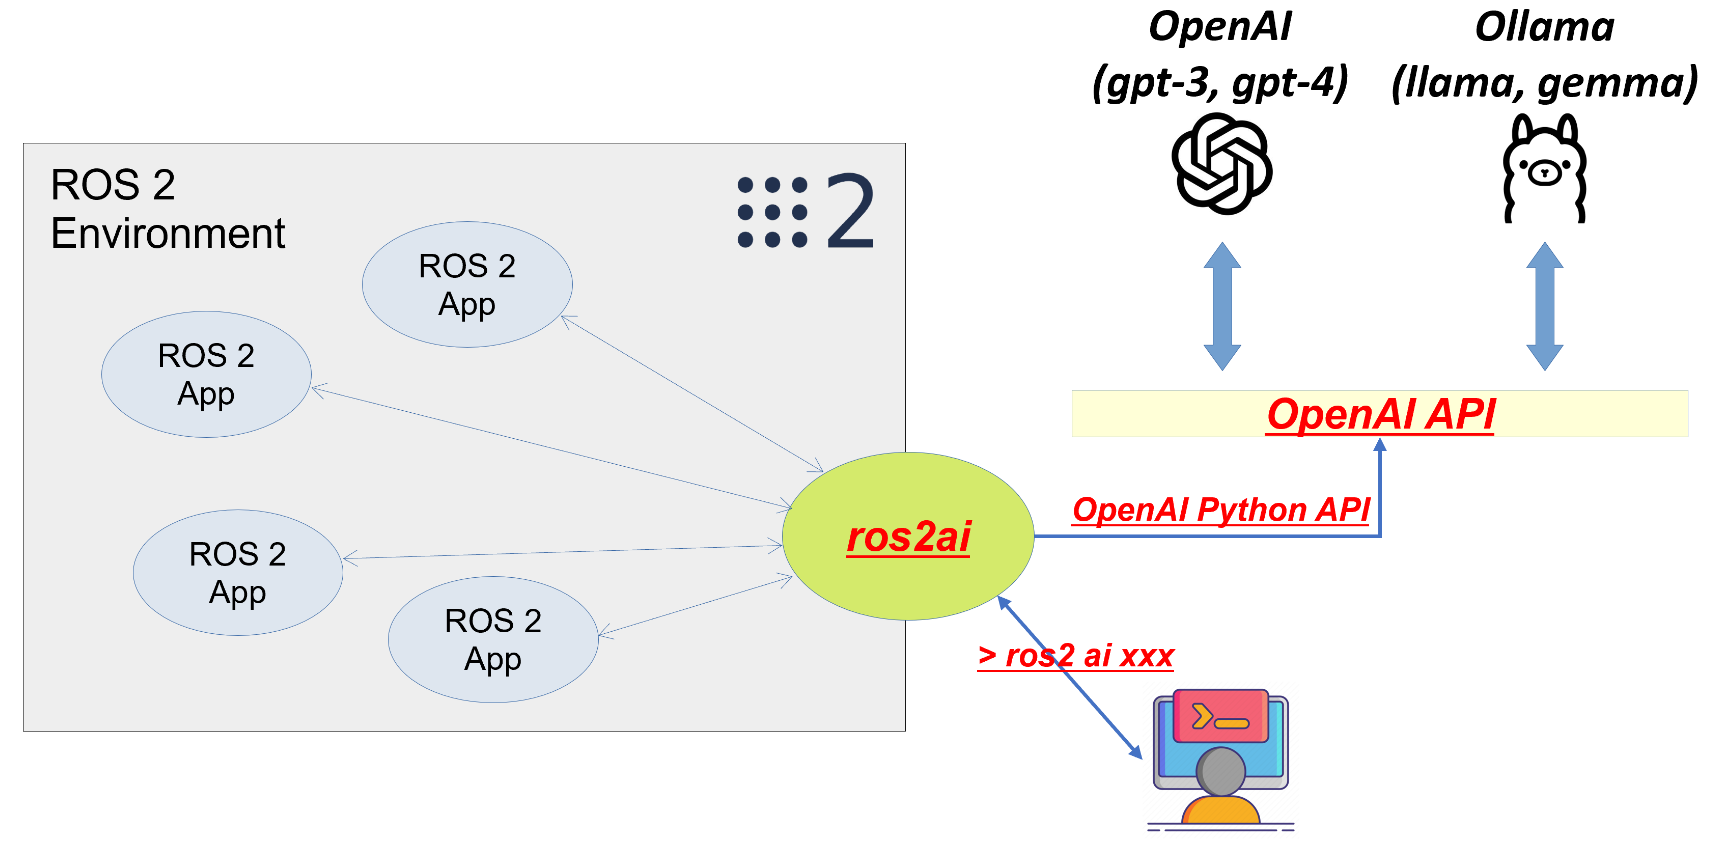 OpenAI
(gpt-3, gpt-4)
Ollama
(llama, gemma)
ROS 2
Environment
2
ROS 2
App
ROS 2
App
ROS 2
App
ROS 2
App
ros2ai
OpenAI API
OpenAI Python API
> ros2 ai xxx